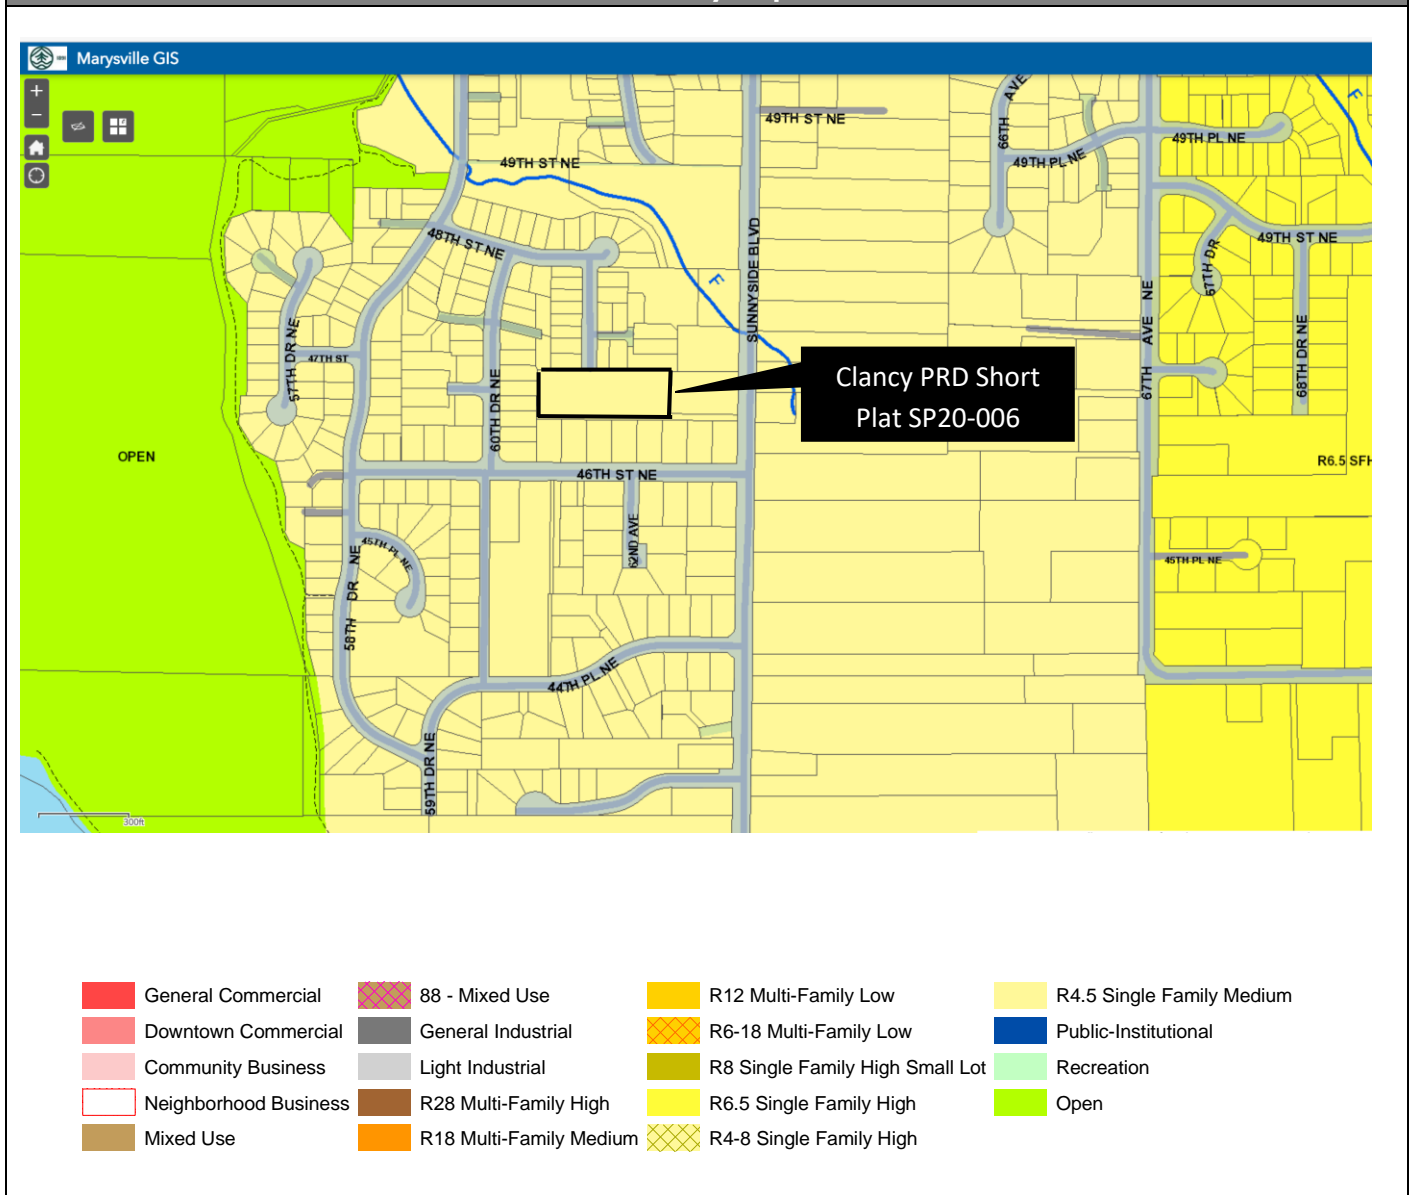 Marysville GIS
+
−
49TH ST NE
66TH AVE
49TH PL NE
49TH PL NE
49TH ST NE
F
F
48TH ST NE
SUNNYSIDE BLVD
67TH DR
49TH ST NE
57TH DR NE
47TH ST
60TH DR NE
67TH AVE NE
68TH DR NE
Clancy PRD Short
Plat SP20-006
OPEN
46TH ST NE
R6.5 SFH
62ND AVE
45TH PL NE
58TH DR NE
45TH PL NE
44TH PL NE
59TH DR NE
300ft
General Commercial
88 - Mixed Use
R12 Multi-Family Low
R4.5 Single Family Medium
Downtown Commercial
General Industrial
R6-18 Multi-Family Low
Public-Institutional
Community Business
Light Industrial
R8 Single Family High Small Lot
Recreation
Neighborhood Business
R28 Multi-Family High
R6.5 Single Family High
Open
Mixed Use
R18 Multi-Family Medium
R4-8 Single Family High